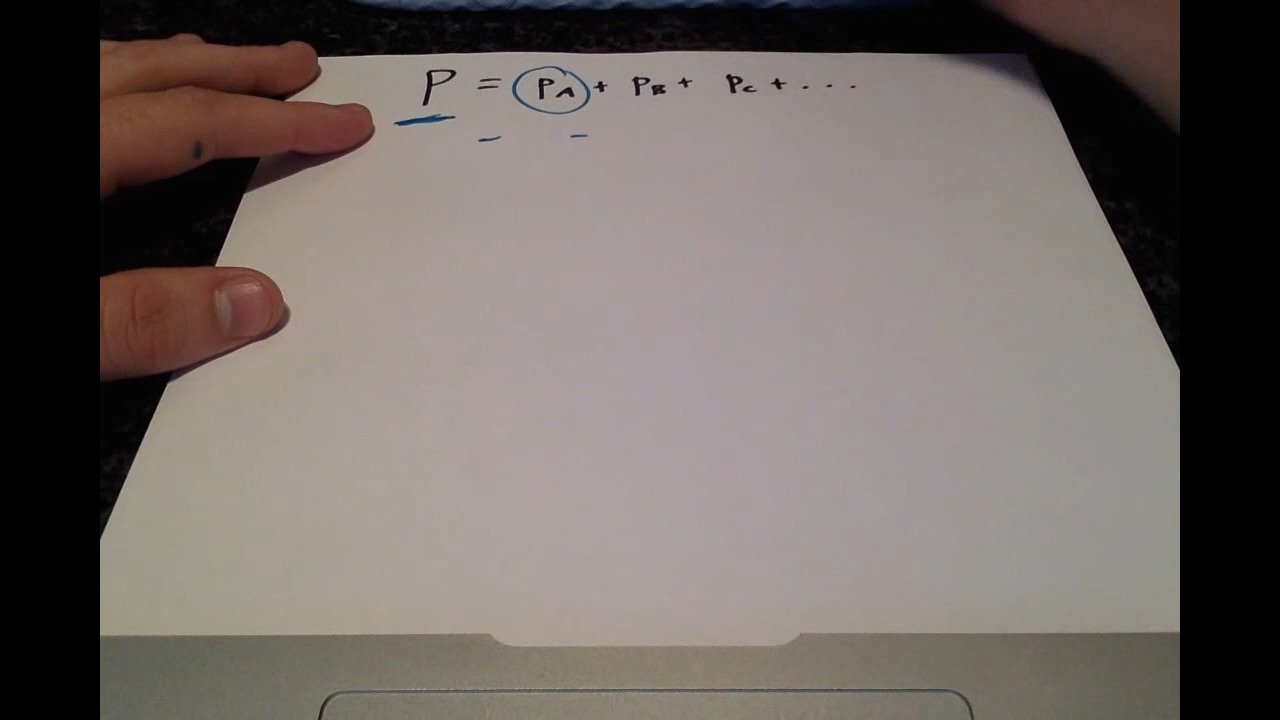 P = PA + PB + PC + . . .